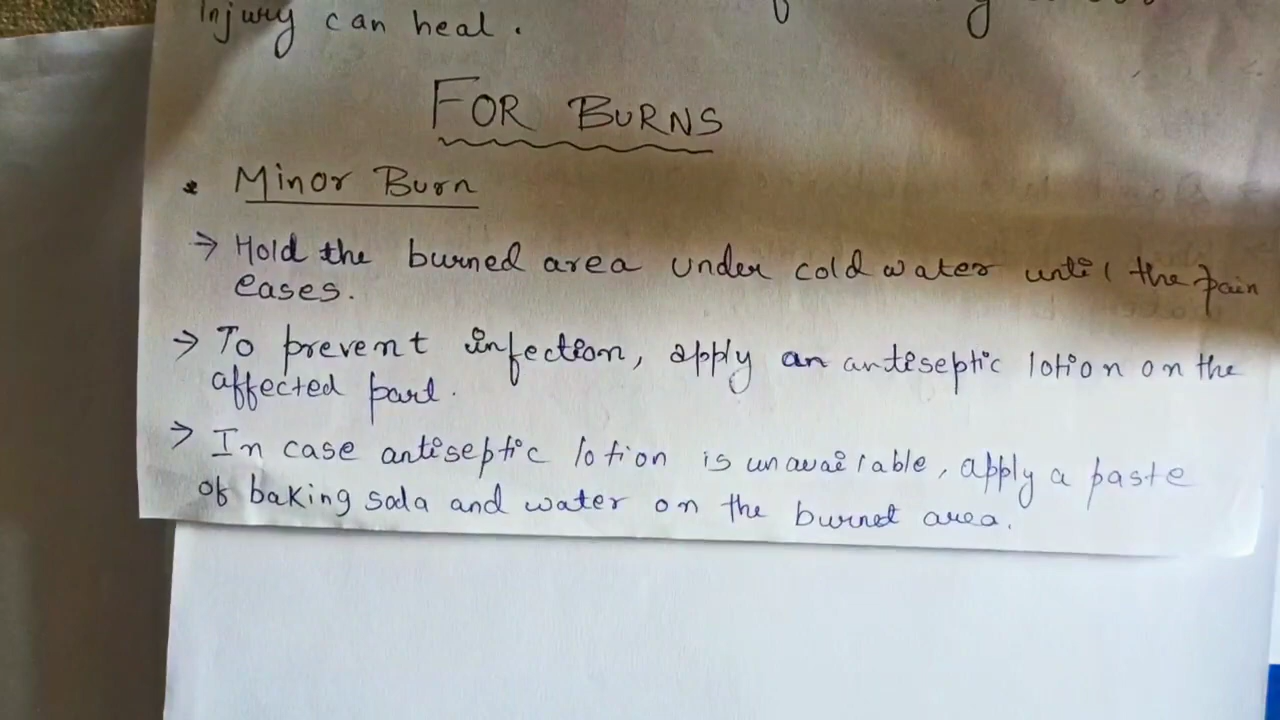 Injury can heal.
FOR BURNS
* Minor Burn
→ Hold the burned area under cold water until the pain
eases.
→ To prevent infection, apply an antiseptic lotion on the
affected part.
→ In case antiseptic lotion is unavailable, apply a paste
of baking soda and water on the burned area.